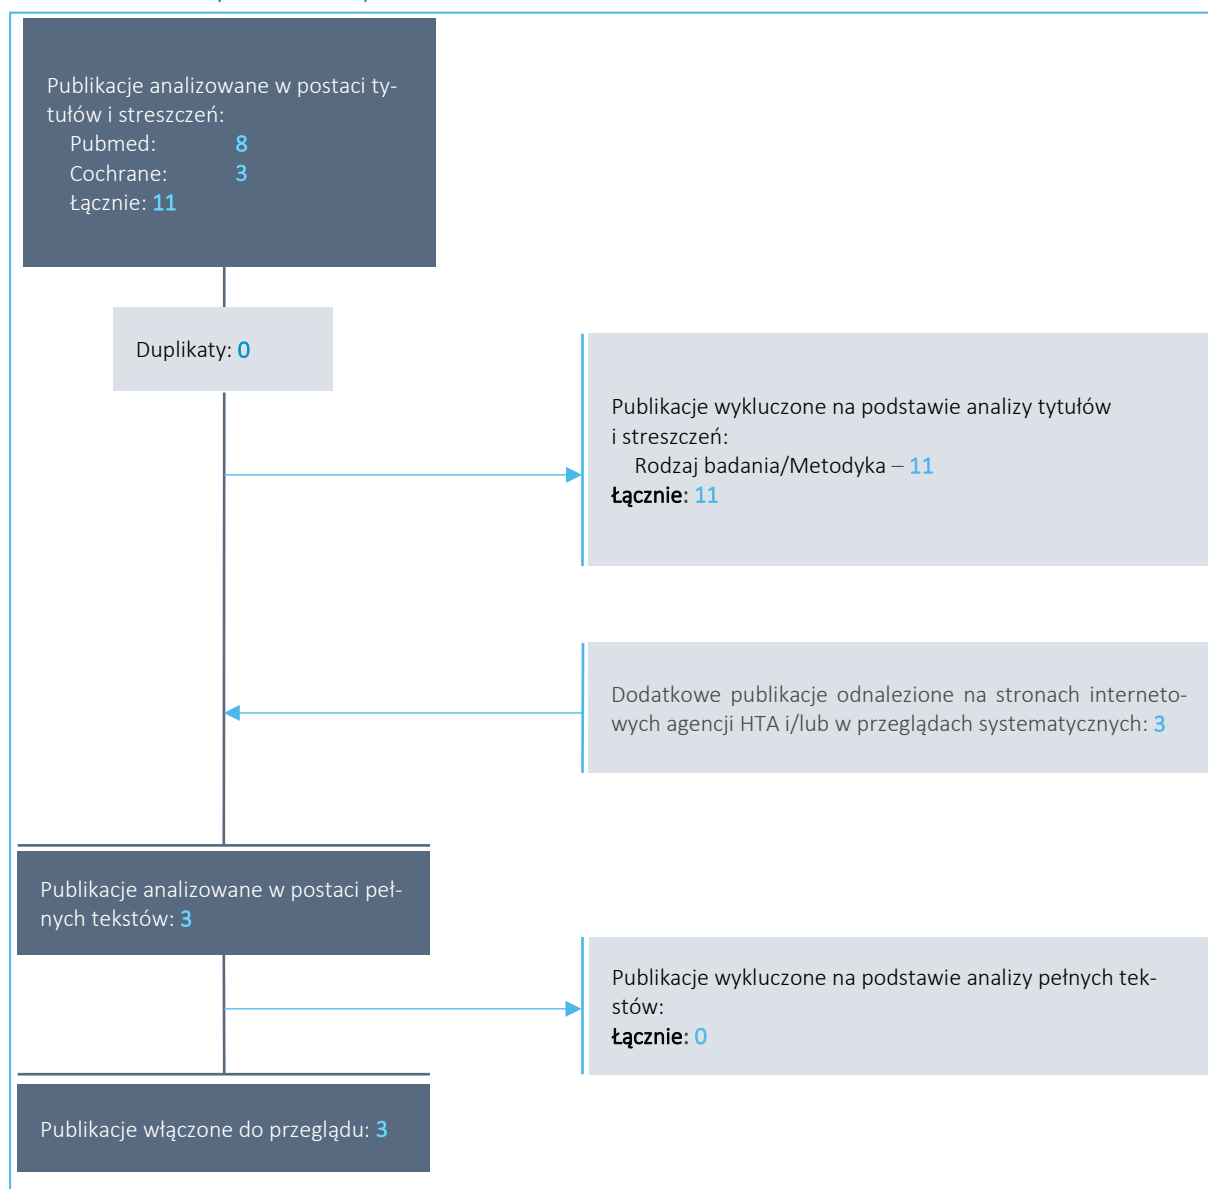 Publikacje analizowane w postaci ty-
tułów i streszczeń:
Pubmed: 8
Cochrane: 3
Łącznie: 11
Duplikaty: 0
Publikacje wykluczone na podstawie analizy tytułów
i streszczeń:
Rodzaj badania/Metodyka – 11
Łącznie: 11
Dodatkowe publikacje odnalezione na stronach interneto-
wych agencji HTA i/lub w przeglądach systematycznych: 3
Publikacje analizowane w postaci peł-
nych tekstów: 3
Publikacje wykluczone na podstawie analizy pełnych tek-
stów:
Łącznie: 0
Publikacje włączone do przeglądu: 3